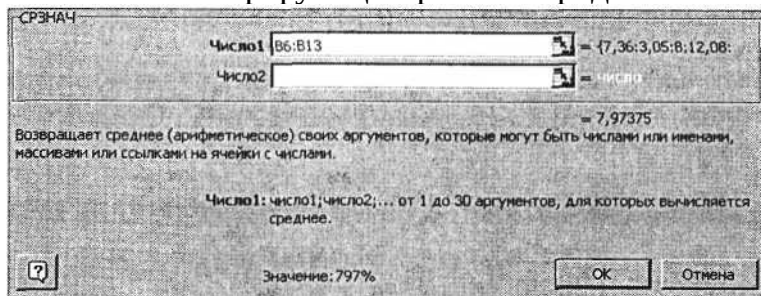 СРЗНАЧ
Число1 B6:B13 = {7,36:3,05:8:12,08:
Число2 = число
= 7,97375
Возвращает среднее (арифметическое) своих аргументов, которые могут быть числами или именами,
массивами или ссылками на ячейки с числами.
Число1: число1;число2;... от 1 до 30 аргументов, для которых вычисляется
среднее.
Значение:797%
ОК
Отмена